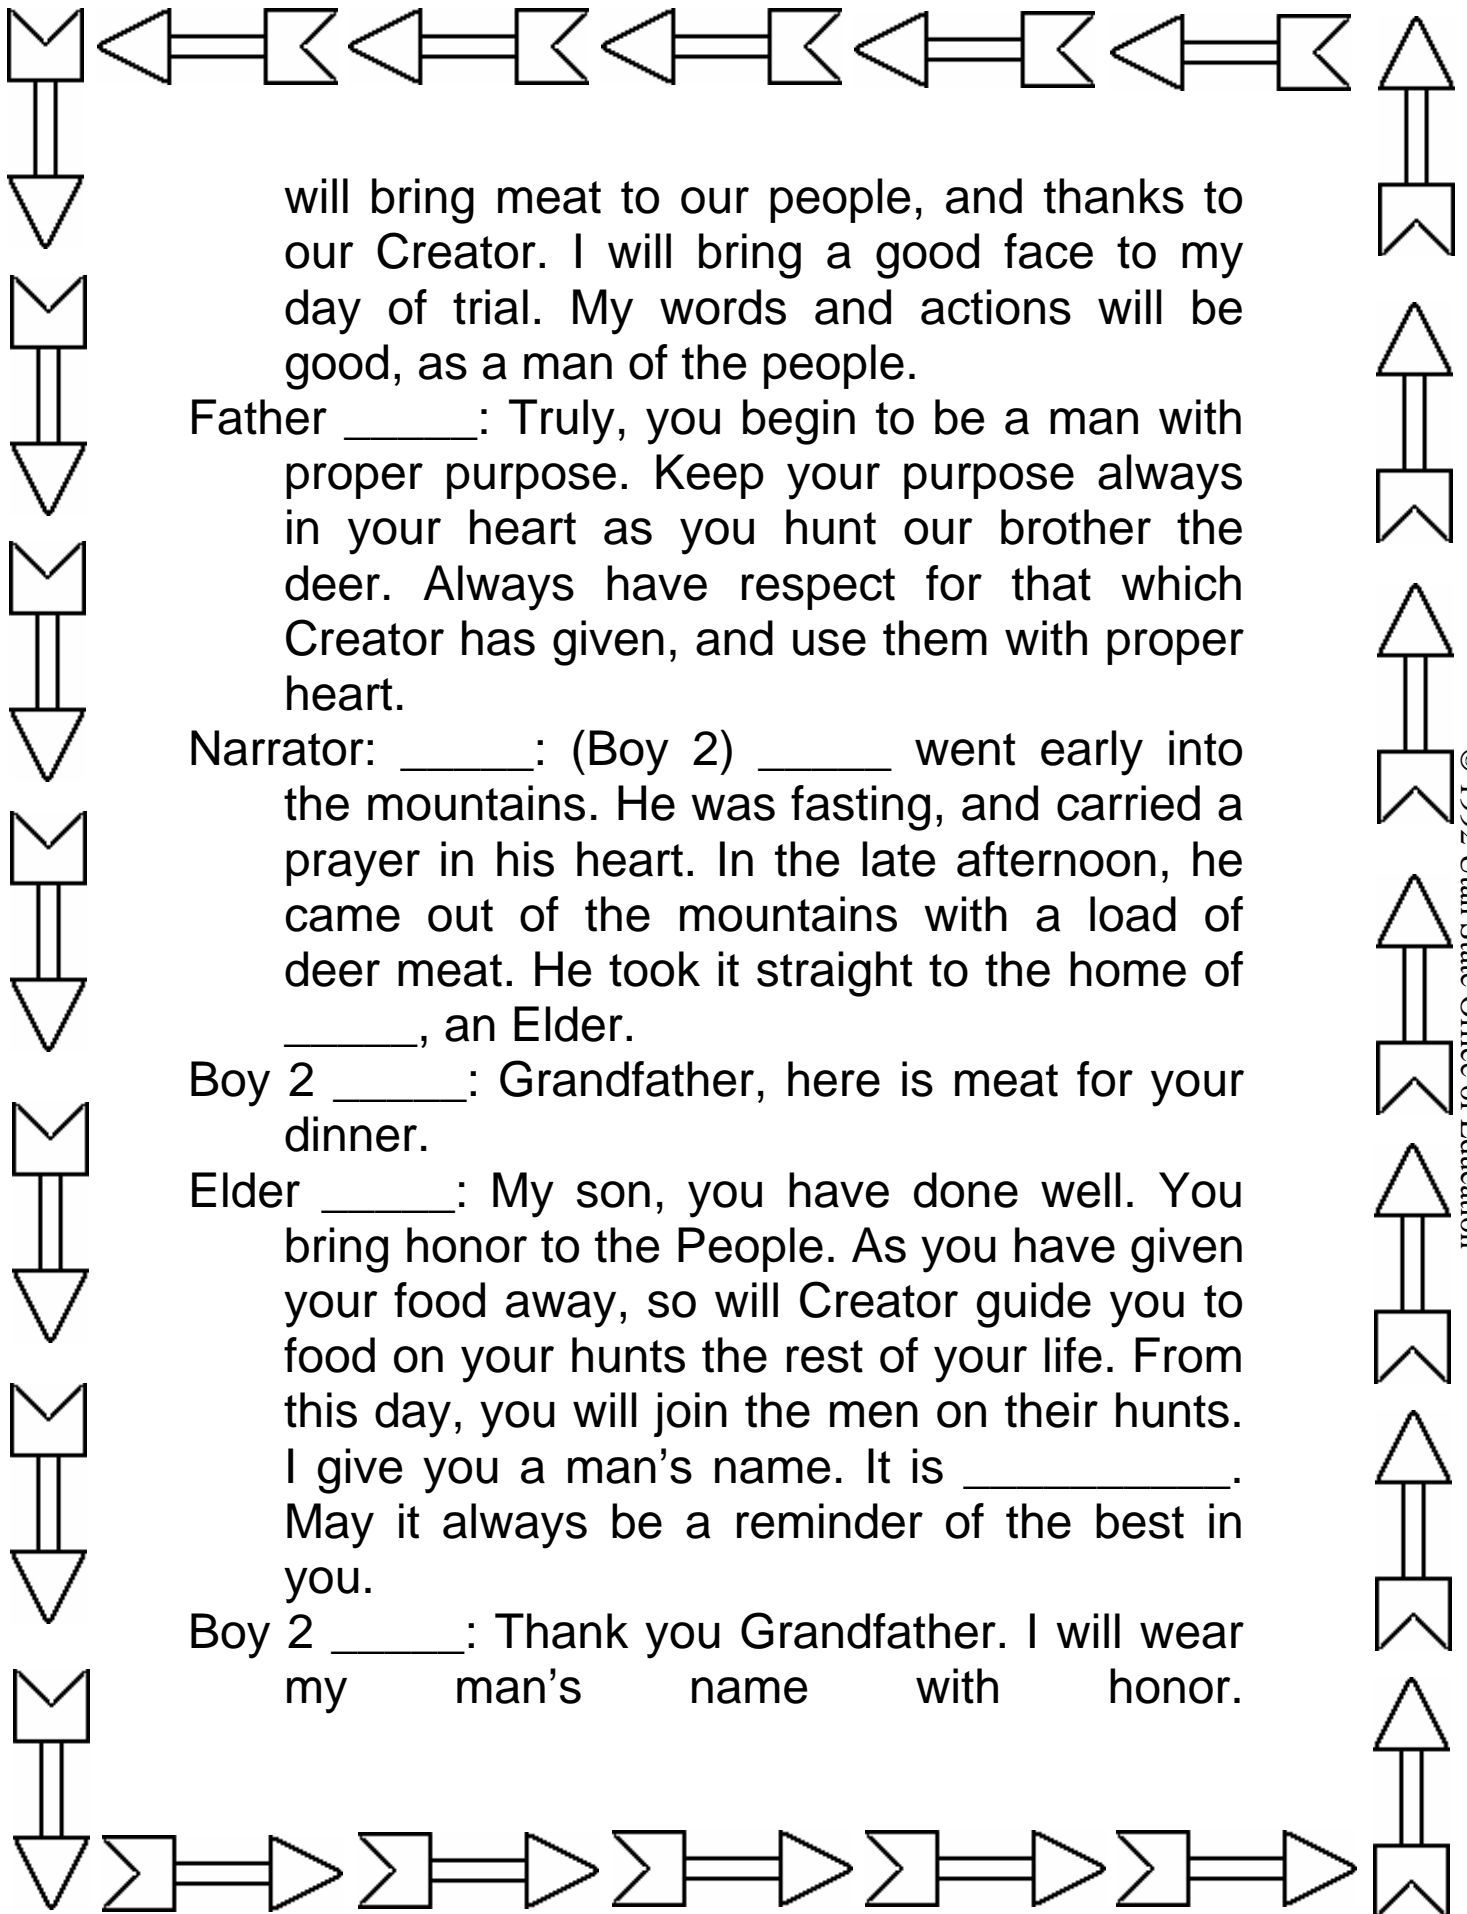 will bring meat to our people, and thanks to
our Creator. I will bring a good face to my
day of trial. My words and actions will be
good, as a man of the people.
Father _____: Truly, you begin to be a man with
proper purpose. Keep your purpose always
in your heart as you hunt our brother the
deer. Always have respect for that which
Creator has given, and use them with proper
heart.
Narrator: _____: (Boy 2) _____ went early into
the mountains. He was fasting, and carried a
prayer in his heart. In the late afternoon, he
came out of the mountains with a load of
deer meat. He took it straight to the home of
_____, an Elder.
Boy 2 _____: Grandfather, here is meat for your
dinner.
Elder _____: My son, you have done well. You
bring honor to the People. As you have given
your food away, so will Creator guide you to
food on your hunts the rest of your life. From
this day, you will join the men on their hunts.
I give you a man’s name. It is __________.
May it always be a reminder of the best in
you.
Boy 2 _____: Thank you Grandfather. I will wear
my man’s name with honor.
© 1992 Utah State Office of Education